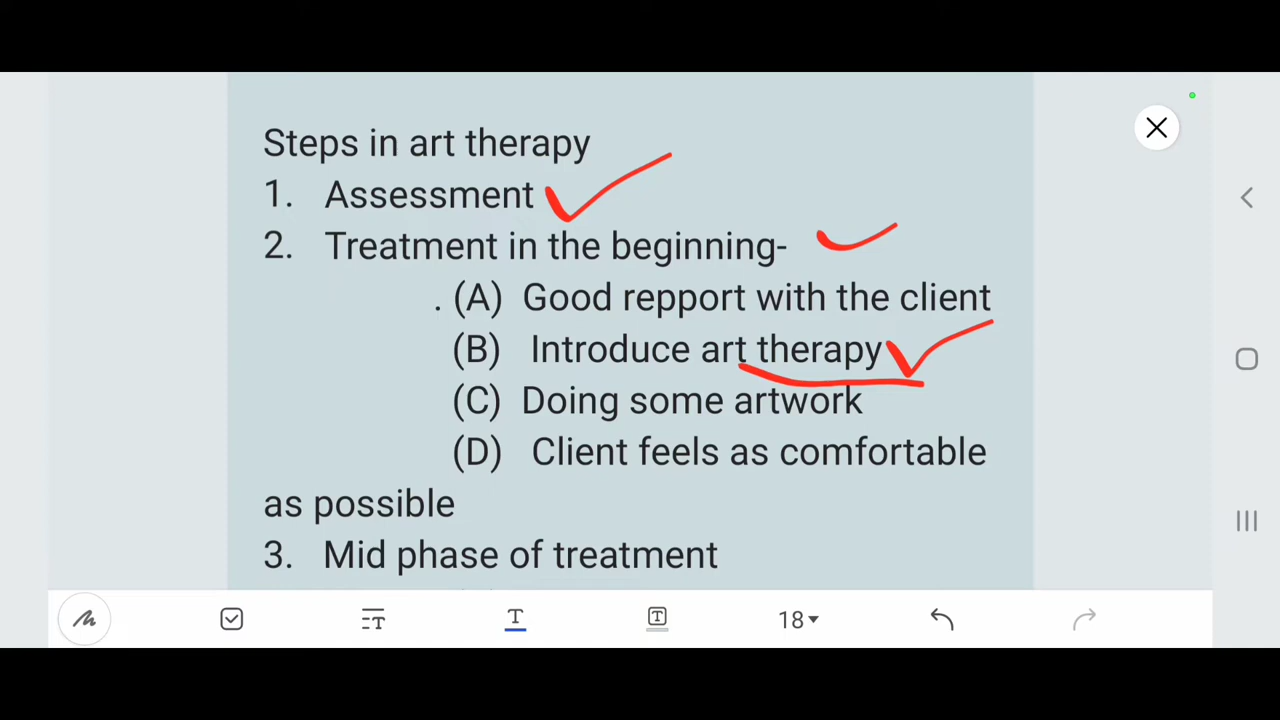 Steps in art therapy
1. Assessment
2. Treatment in the beginning-
. (A) Good repport with the client
(B) Introduce art therapy
(C) Doing some artwork
(D) Client feels as comfortable
as possible
3. Mid phase of treatment
T
T
18